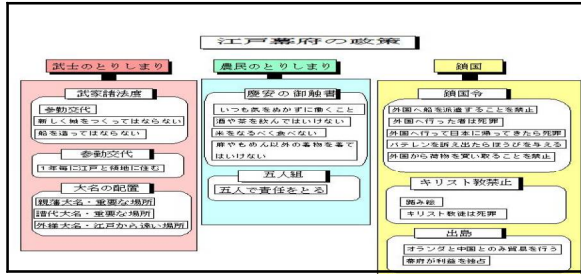 江戸幕府の政策
武士のとりしまり
武家諸法度
参勤交代
新しく城をつくってはならない
船を造ってはならない
参勤交代
1年毎に江戸と領地に住む
大名の配置
親藩大名・重要な場所
譜代大名・重要な場所
外様大名・江戸から遠い場所
農民のとりしまり
慶安の御触書
いつも気をぬかずに働くこと
酒や茶を飲んではいけない
米をなるべく食べない
麻やもめん以外の着物を着て
はいけない
五人組
五人で責任をとる
鎖国
鎖国令
外国へ船を派遣することを禁止
外国へ行った者は死罪
外国へ行って日本に帰ってきたら死罪
バテレンを訴え出たらほうびを与える
外国から荷物を買い取ることを禁止
キリスト教禁止
踏み絵
キリスト教徒は死罪
出島
オランダと中国とのみ貿易を行う
幕府が利益を独占